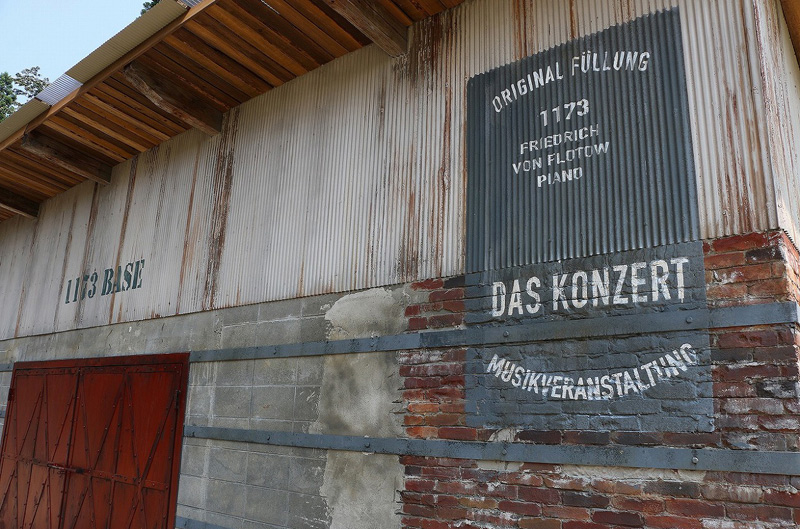 ORIGINAL FÜLLUNG
1173
FRIEDRICH
VON FLOTOW
PIANO
DAS KONZERT
MUSIKVERANSTALTUNG
1173 BASE